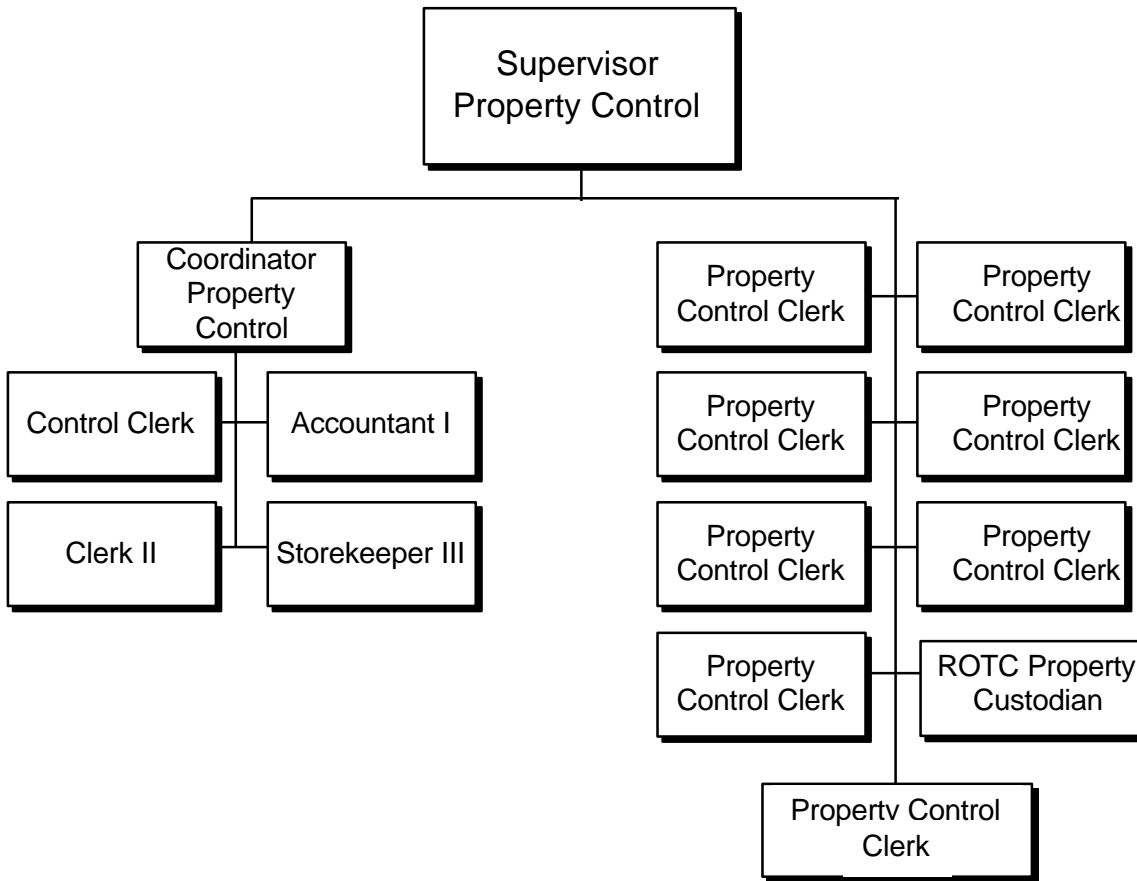 Supervisor
Property Control
Coordinator
Property
Control
Control Clerk
Accountant I
Clerk II
Storekeeper III
Property
Control Clerk
Property
Control Clerk
Property
Control Clerk
Property
Control Clerk
Property
Control Clerk
Property
Control Clerk
Property
Control Clerk
ROTC Property
Custodian
Property Control
Clerk